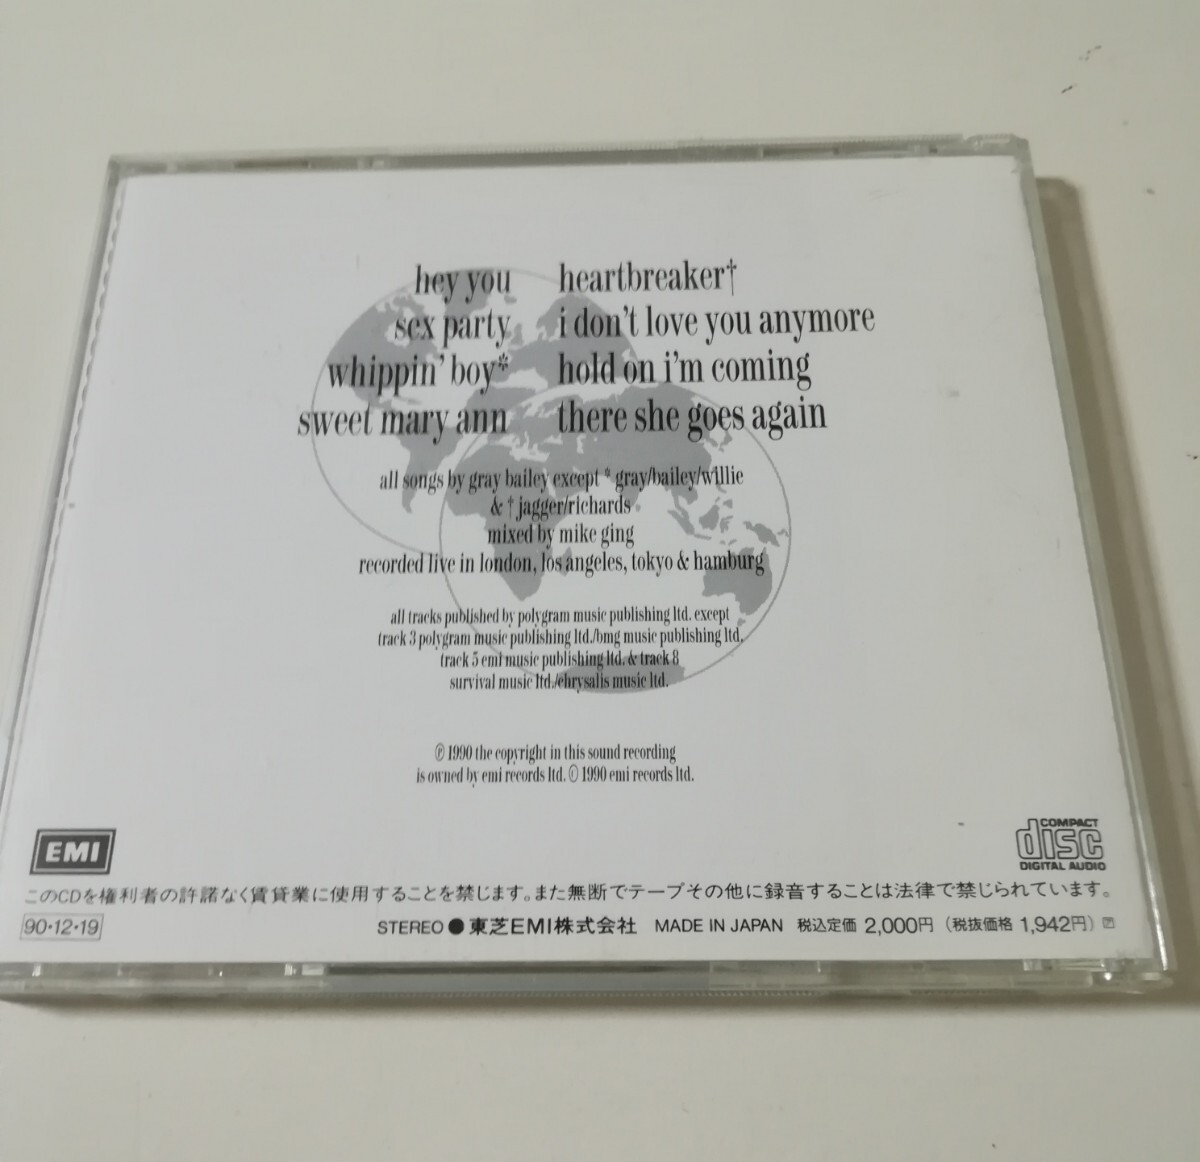 hey you
sex party
whippin' boy*
sweet mary ann
heartbreaker†
i don't love you anymore
hold on i'm coming
there she goes again
all songs by gray bailey except * gray/bailey/willie
& † jagger/richards
mixed by mike ging
recorded live in london, los angeles, tokyo & hamburg
all tracks published by polygram music publishing ltd. except
track 3 polygram music publishing ltd./bmg music publishing ltd.
track 5 emi music publishing ltd. & track 8
survival music ltd./chrysalis music ltd.
℗ 1990 the copyright in this sound recording
is owned by emi records ltd. © 1990 emi records ltd.
EMI
COMPACT
disc
DIGITAL AUDIO
このCDを権利者の許諾なく賃貸業に使用することを禁じます。また無断でテープその他に録音することは法律で禁じられています。
90・12・19
STEREO ● 東芝EMI株式会社 MADE IN JAPAN 税込定価 2,000円 (税抜価格 1,942円)